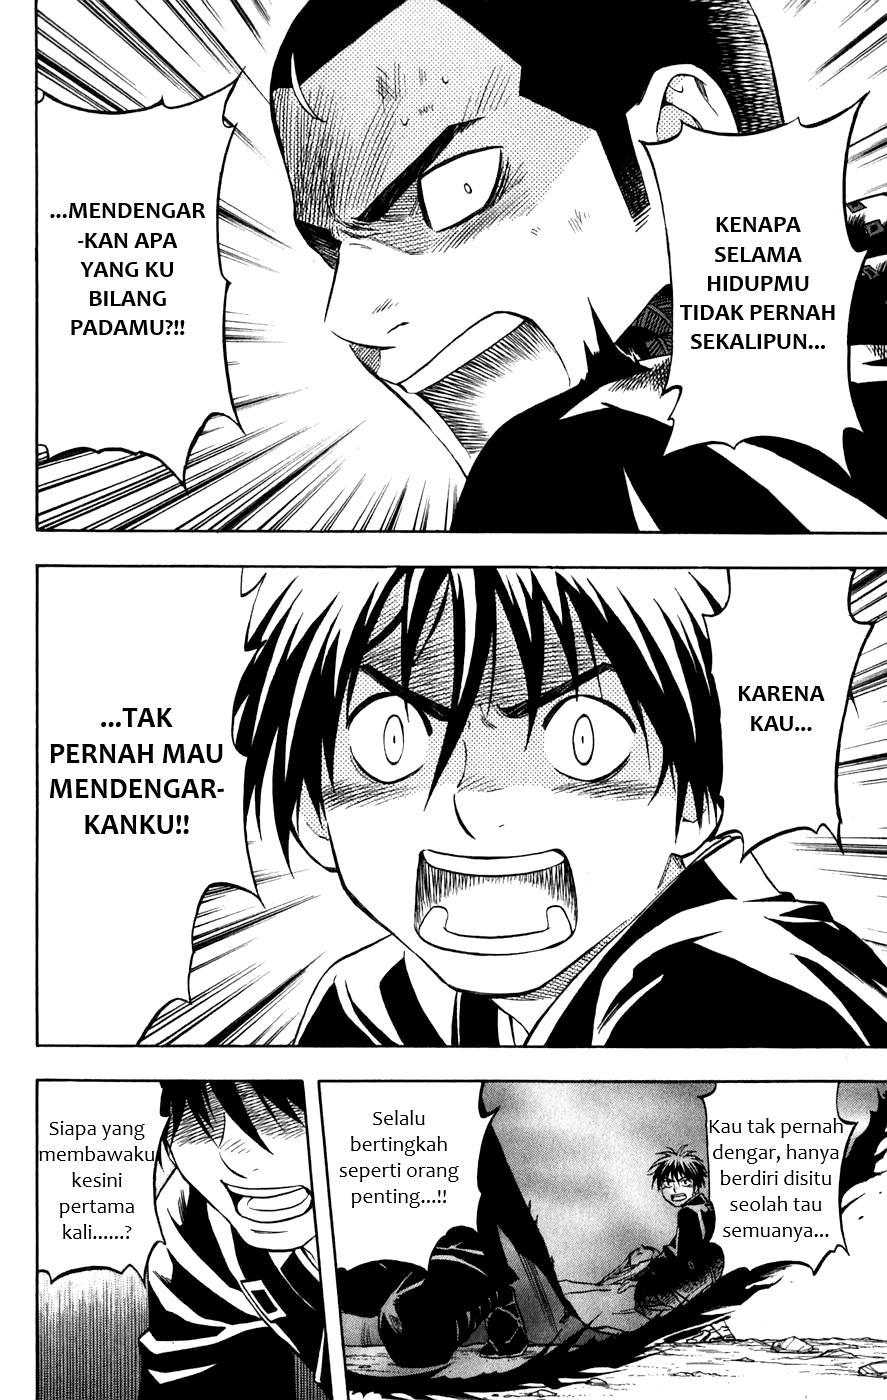 KENAPA
SELAMA
HIDUPMU
TIDAK PERNAH
SEKALIPUN...
...MENDENGAR
-KAN APA
YANG KU
BILANG
PADAMU?!!
KARENA
KAU...
...TAK
PERNAH MAU
MENDENGAR-
KANKU!!
Kau tak pernah
dengar, hanya
berdiri disitu
seolah tau
semuanya...
Selalu
bertingkah
seperti orang
penting...!!
Siapa yang
membawaku
kesini
pertama
kali......?